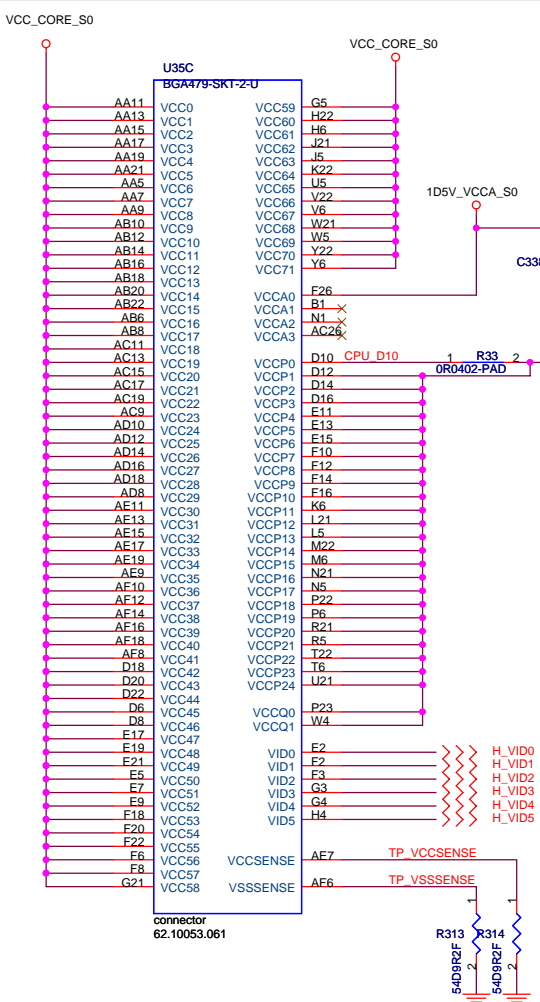 VCC_CORE_S0
VCC_CORE_S0
U35C
BGA479-SKT-2-U
AA11 VCC0 VCC59 G5
AA13 VCC1 VCC60 H22
AA15 VCC2 VCC61 H6
AA17 VCC3 VCC62 J21
AA19 VCC4 VCC63 J5
AA21 VCC5 VCC64 K22
AA5 VCC6 VCC65 U5
AA7 VCC7 VCC66 V22
AA9 VCC8 VCC67 V6
AB10 VCC9 VCC68 W21
AB12 VCC10 VCC69 W5
AB14 VCC11 VCC70 Y22
AB16 VCC12 VCC71 Y6
1D5V_VCCA_S0
AB18 VCC13
AB20 VCC14 VCCA0 F26
AB22 VCC15 VCCA1 B1
AB6 VCC16 VCCA2 N1
AB8 VCC17 VCCA3 AC26
AC11 VCC18
AC13 VCC19 VCCP0 D10 CPU_D10 1 R33 2
0R0402-PAD
AC15 VCC20 VCCP1 D12
AC17 VCC21 VCCP2 D14
AC19 VCC22 VCCP3 D16
AC9 VCC23 VCCP4 E11
AD10 VCC24 VCCP5 E13
AD12 VCC25 VCCP6 E15
AD14 VCC26 VCCP7 F10
AD16 VCC27 VCCP8 F12
AD18 VCC28 VCCP9 F14
AD8 VCC29 VCCP10 F16
AE11 VCC30 VCCP11 K6
AE13 VCC31 VCCP12 L21
AE15 VCC32 VCCP13 L5
AE17 VCC33 VCCP14 M22
AE19 VCC34 VCCP15 M6
AE9 VCC35 VCCP16 N21
AF10 VCC36 VCCP17 N5
AF12 VCC37 VCCP18 P22
AF14 VCC38 VCCP19 P6
AF16 VCC39 VCCP20 R21
AF18 VCC40 VCCP21 R5
AF8 VCC41 VCCP22 T22
D18 VCC42 VCCP23 T6
D20 VCC43 VCCP24 U21
D22 VCC44
D6 VCC45 VCCQ0 P23
D8 VCC46 VCCQ1 W4
E17 VCC47
E19 VCC48 VID0 E2 H_VID0
E21 VCC49 VID1 F2 H_VID1
E5 VCC50 VID2 F3 H_VID2
E7 VCC51 VID3 G3 H_VID3
E9 VCC52 VID4 G4 H_VID4
F18 VCC53 VID5 H4 H_VID5
F20 VCC54
F22 VCC55
F6 VCC56 VCCSENSE AE7 TP_VCCSENSE
F8 VCC57
G21 VCC58 VSSSENSE AF6 TP_VSSSENSE
connector
62.10053.061
1 1
R313 R314
54D9R2F 54D9R2F
2 2